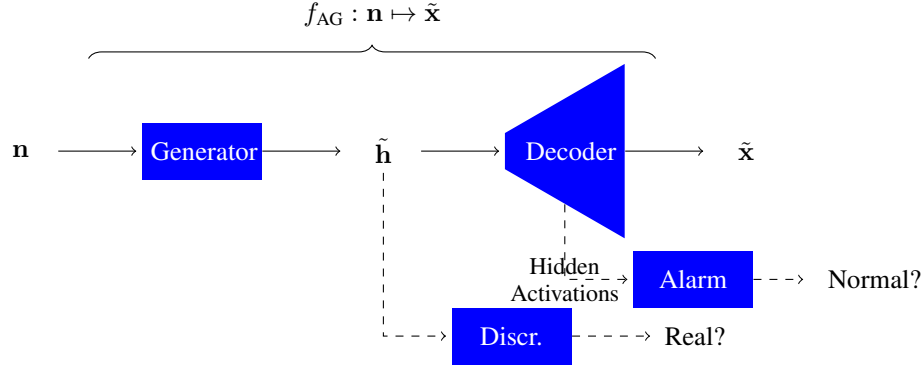 f_AG : n ↦ x̃
n
Generator
h̃
Decoder
x̃
Hidden
Activations
Alarm
Normal?
Discr.
Real?